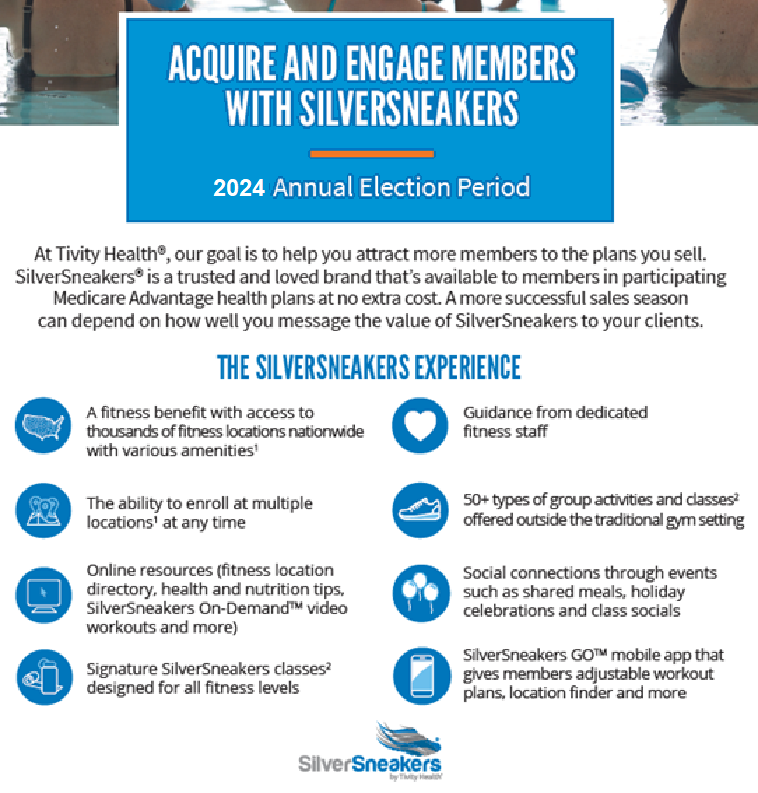 ACQUIRE AND ENGAGE MEMBERS
WITH SILVERSNEAKERS
2024 Annual Election Period
At Tivity Health®, our goal is to help you attract more members to the plans you sell.
SilverSneakers® is a trusted and loved brand that's available to members in participating
Medicare Advantage health plans at no extra cost. A more successful sales season
can depend on how well you message the value of SilverSneakers to your clients.
THE SILVERSNEAKERS EXPERIENCE
A fitness benefit with access to
thousands of fitness locations nationwide
with various amenities¹
The ability to enroll at multiple
locations¹ at any time
Online resources (fitness location
directory, health and nutrition tips,
SilverSneakers On-Demand™ video
workouts and more)
Signature SilverSneakers classes²
designed for all fitness levels
Guidance from dedicated
fitness staff
50+ types of group activities and classes²
offered outside the traditional gym setting
Social connections through events
such as shared meals, holiday
celebrations and class socials
SilverSneakers GO™ mobile app that
gives members adjustable workout
plans, location finder and more
SilverSneakers
by Tivity Health®